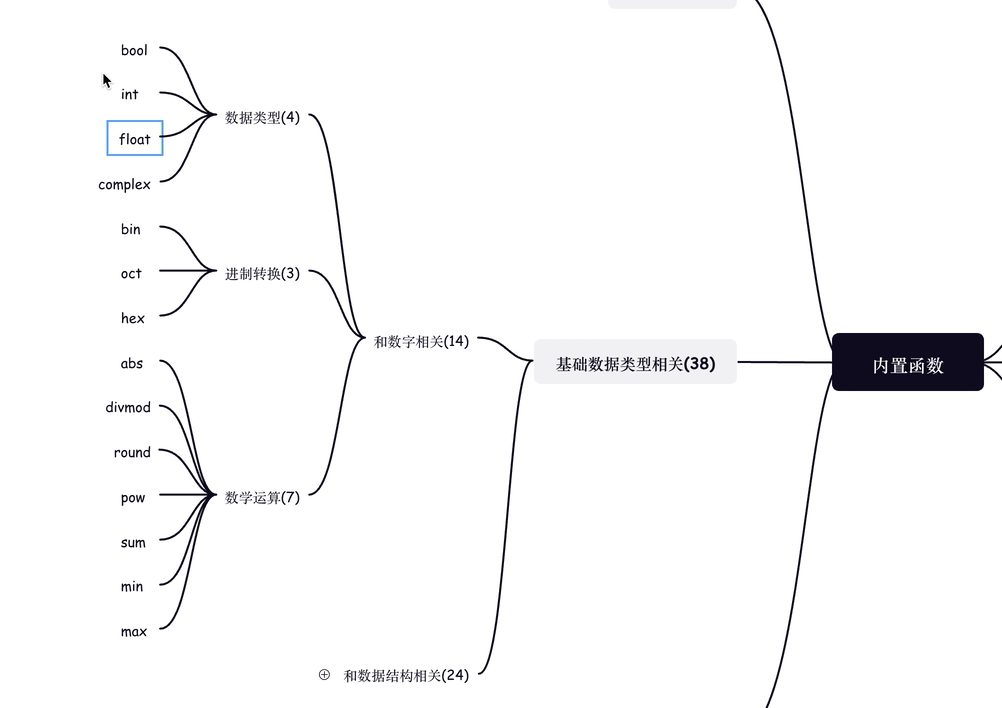 bool
int
float
complex
数据类型(4)
bin
oct
hex
进制转换(3)
abs
divmod
round
pow
sum
min
max
数学运算(7)
和数字相关(14)
和数据结构相关(24)
基础数据类型相关(38)
内置函数